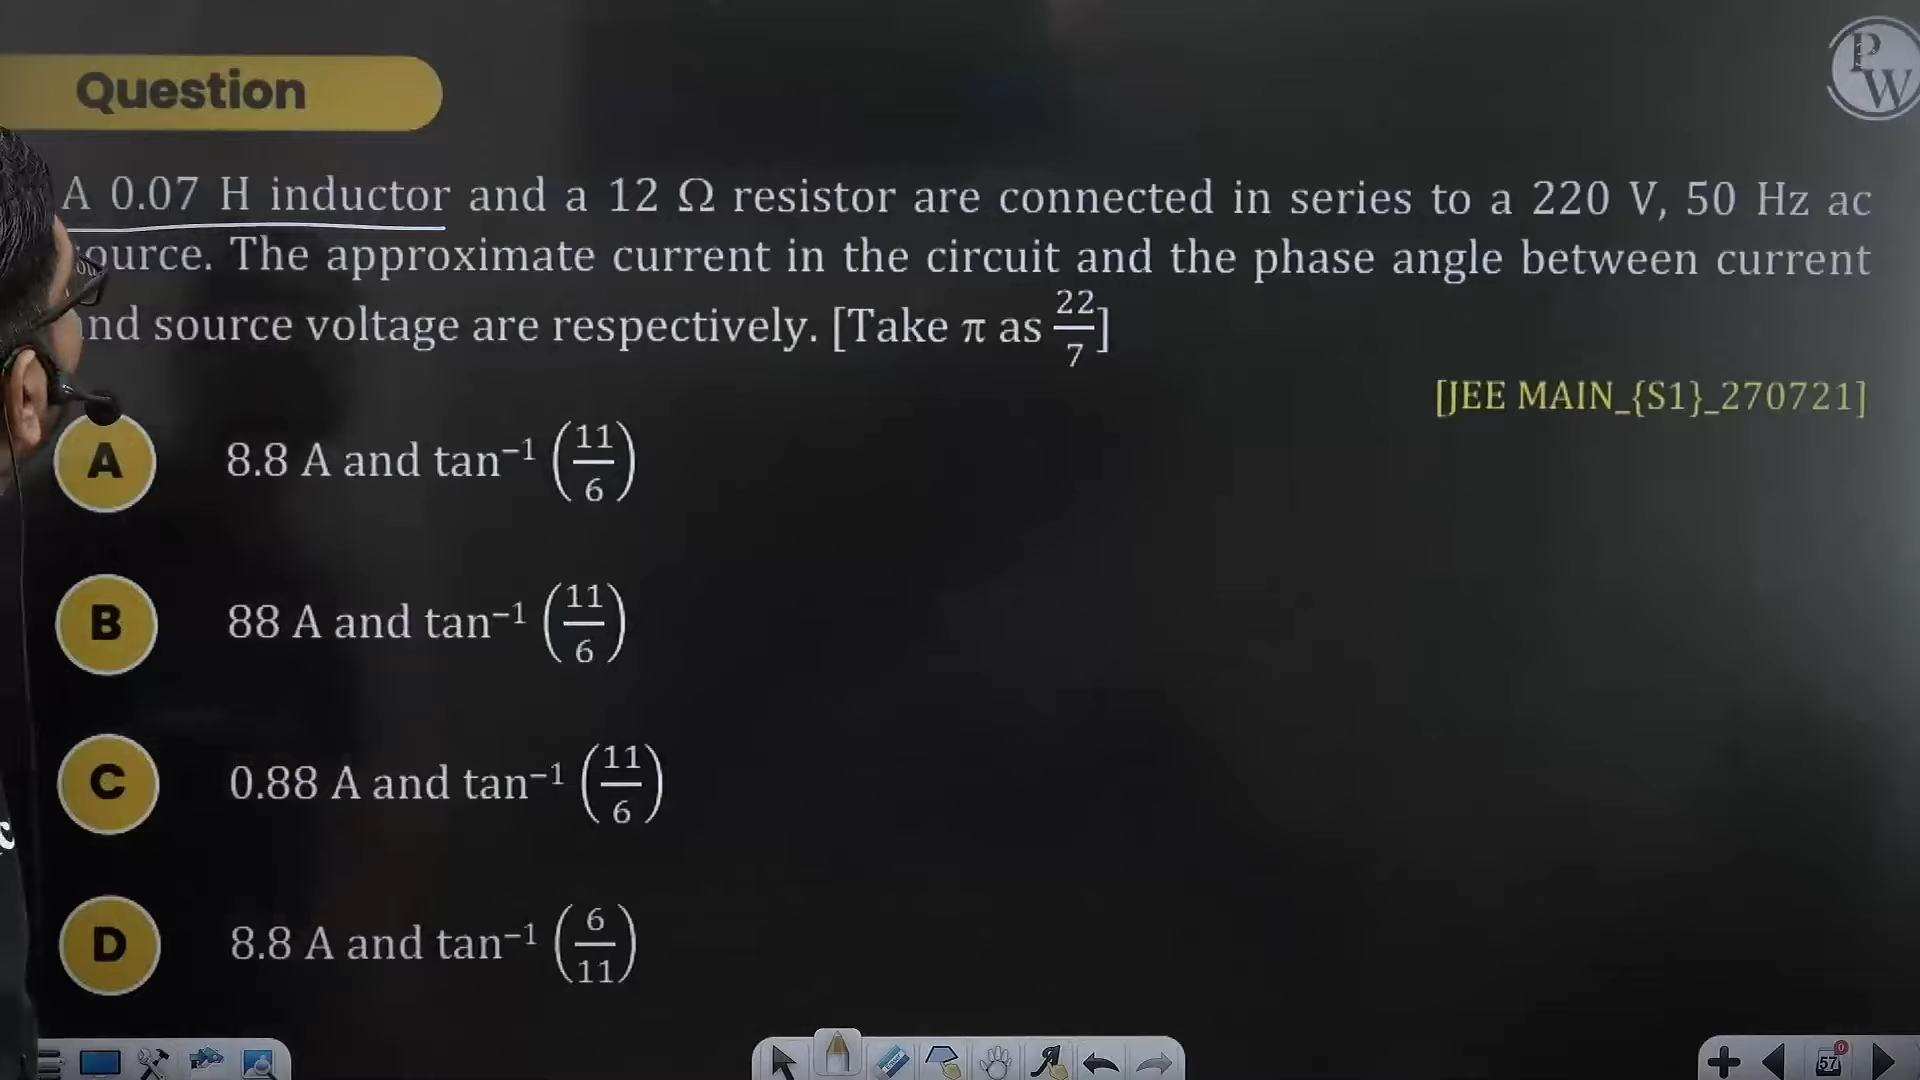 PW
Question
A 0.07 H inductor and a 12 Ω resistor are connected in series to a 220 V, 50 Hz ac
ource. The approximate current in the circuit and the phase angle between current
nd source voltage are respectively. [Take π as 22/7]
[JEE MAIN_{S1}_270721]
A 8.8 A and tan⁻¹ (11/6)
B 88 A and tan⁻¹ (11/6)
C 0.88 A and tan⁻¹ (11/6)
D 8.8 A and tan⁻¹ (6/11)
57
0